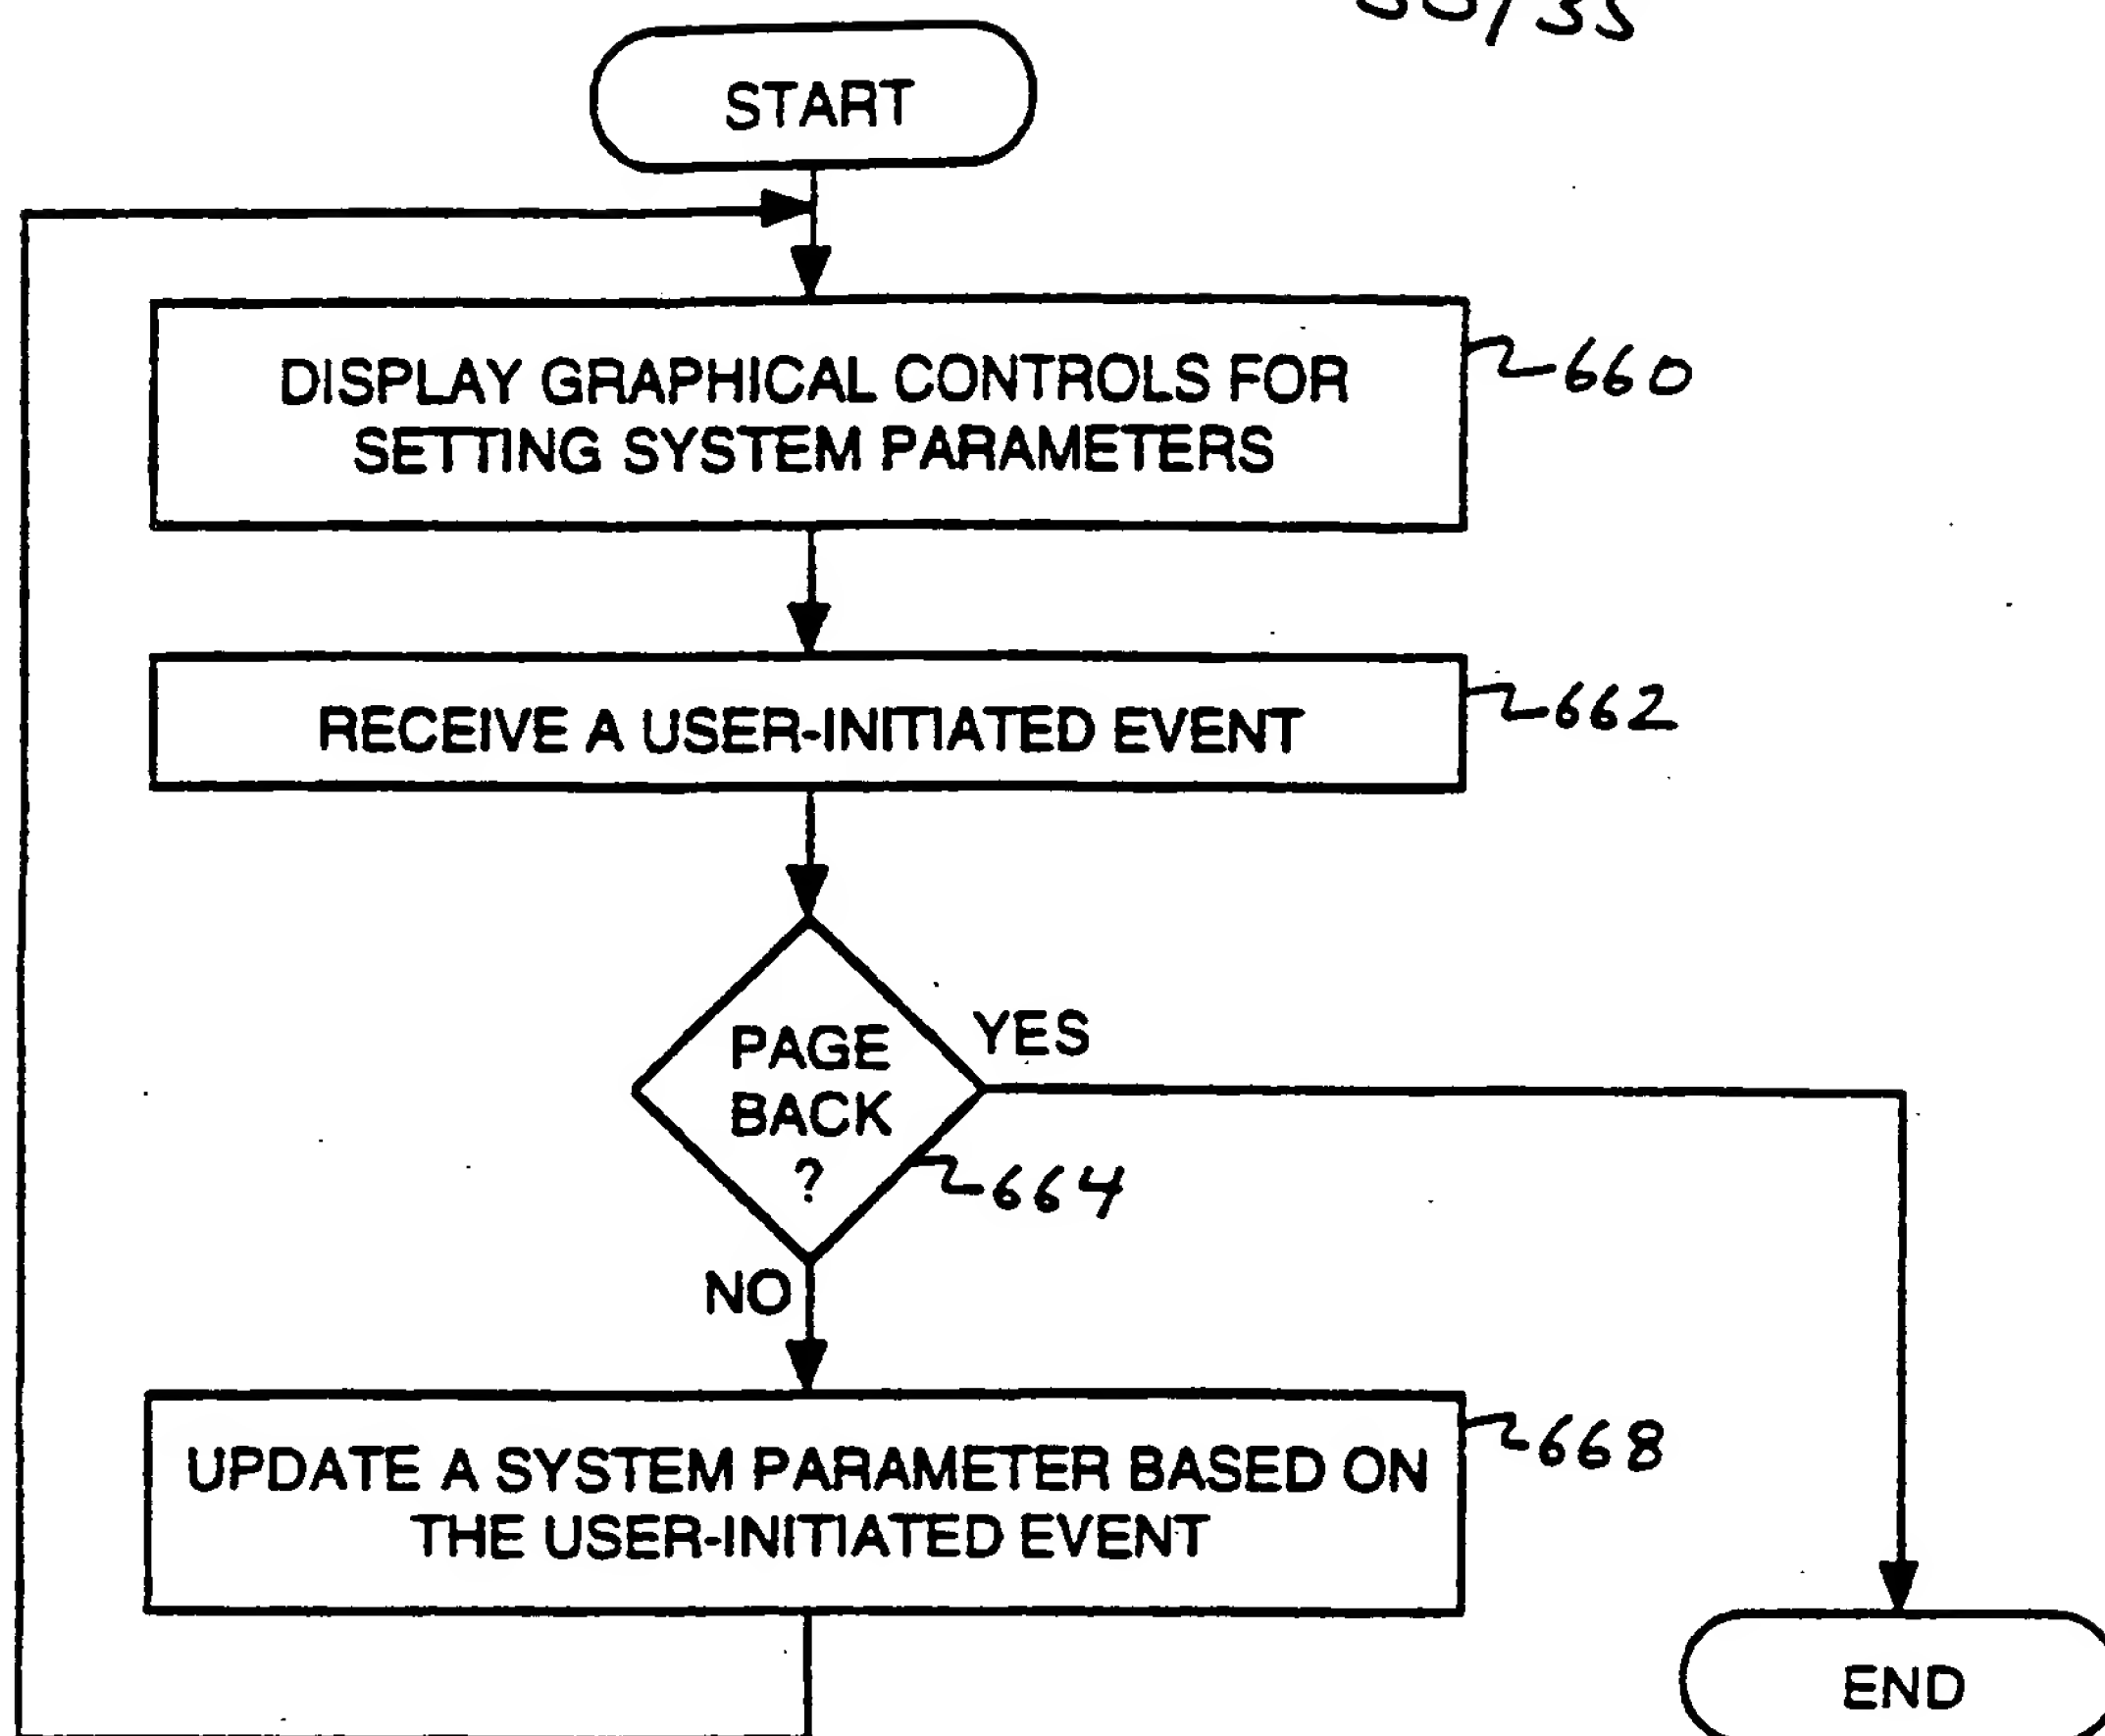 START
DISPLAY GRAPHICAL CONTROLS FOR
SETTING SYSTEM PARAMETERS
660
RECEIVE A USER-INITIATED EVENT
662
PAGE
BACK
?
YES
664
NO
UPDATE A SYSTEM PARAMETER BASED ON
THE USER-INITIATED EVENT
668
END